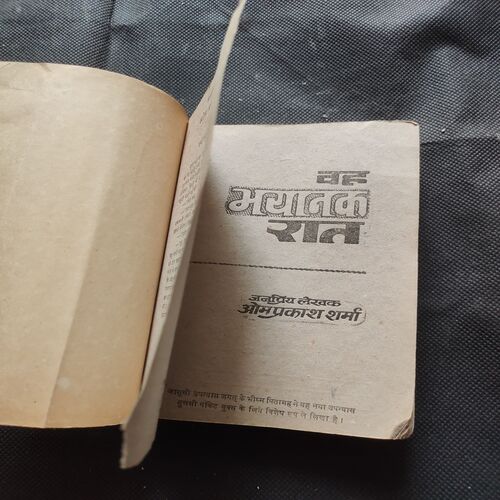 वह
भयानक
रात
जनप्रिय लेखक
ओमप्रकाश शर्मा
जासूसी उपन्यास जगत् के भीष्म पितामह ने यह नया उपन्यास
तुलसी पॉकेट बुक्स के लिये विशेष रूप से लिखा है।